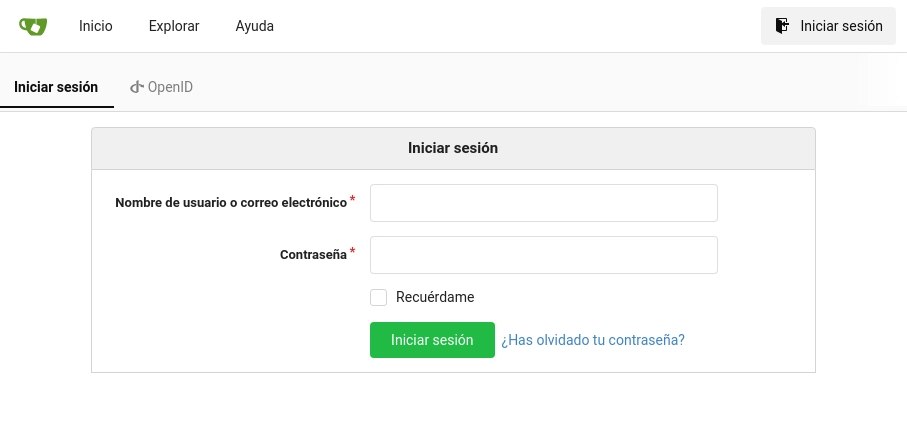 Inicio Explorar Ayuda Iniciar sesión
Iniciar sesión OpenID
Iniciar sesión
Nombre de usuario o correo electrónico *
Contraseña *
Recuérdame
Iniciar sesión ¿Has olvidado tu contraseña?